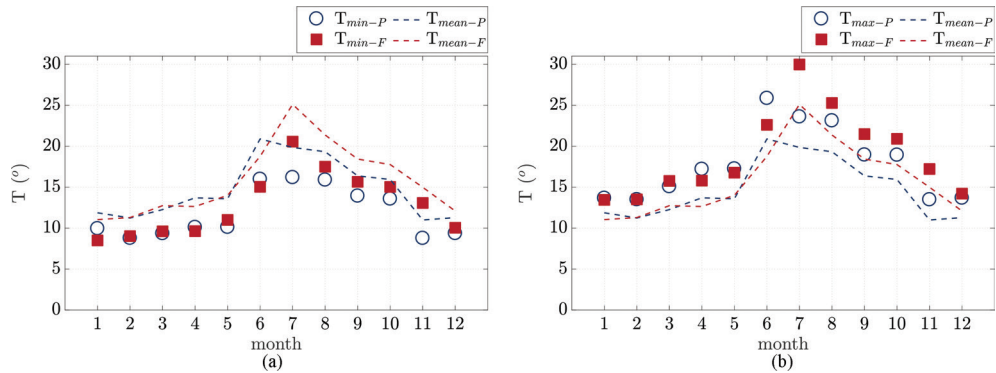 T_min−P T_mean−P
T_min−F T_mean−F
30
25
20
15
10
5
0
T (º)
1 2 3 4 5 6 7 8 9 10 11 12
month
(a)
T_max−P T_mean−P
T_max−F T_mean−F
30
25
20
15
10
5
0
T (º)
1 2 3 4 5 6 7 8 9 10 11 12
month
(b)